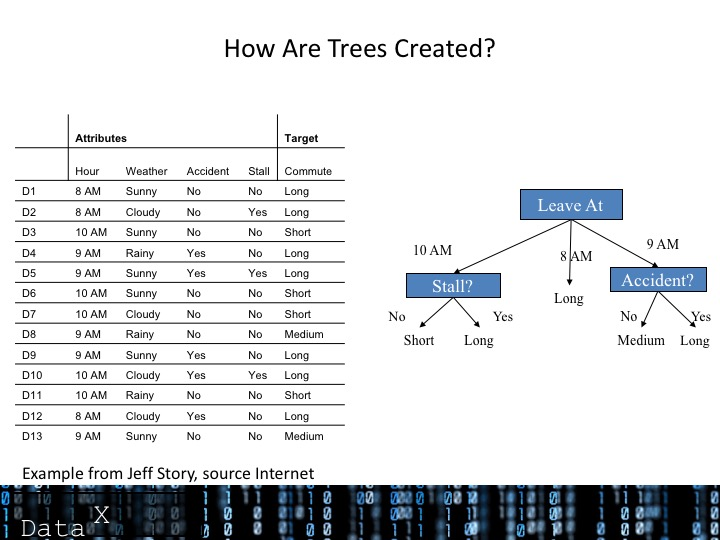 How Are Trees Created?
Attributes Target
Hour Weather Accident Stall Commute
D1 8 AM Sunny No No Long
D2 8 AM Cloudy No Yes Long
D3 10 AM Sunny No No Short
D4 9 AM Rainy Yes No Long
D5 9 AM Sunny Yes Yes Long
D6 10 AM Sunny No No Short
D7 10 AM Cloudy No No Short
D8 9 AM Rainy No No Medium
D9 9 AM Sunny Yes No Long
D10 10 AM Cloudy Yes Yes Long
D11 10 AM Rainy No No Short
D12 8 AM Cloudy Yes No Long
D13 9 AM Sunny No No Medium
Leave At
10 AM 8 AM 9 AM
Stall? Accident?
Long
No Yes No Yes
Short Long Medium Long
Example from Jeff Story, source Internet
Data X